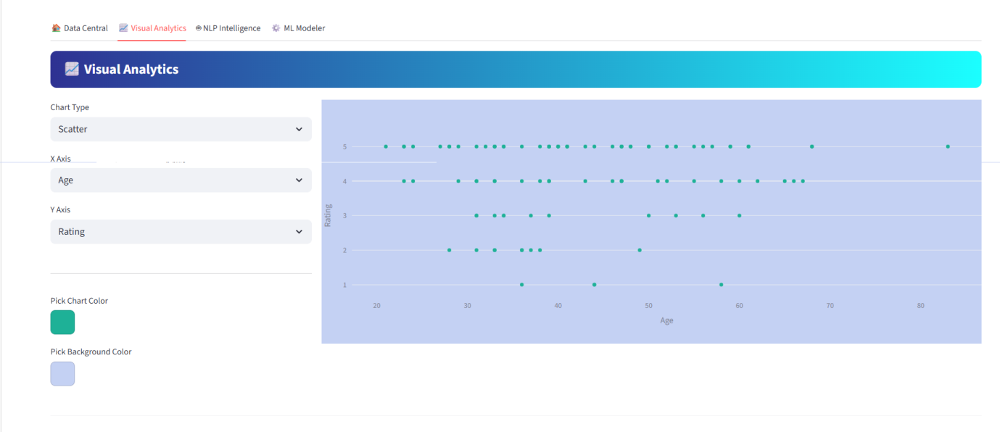 Data Central
Visual Analytics
NLP Intelligence
ML Modeler
Visual Analytics
Chart Type
Scatter
X Axis
Age
Y Axis
Rating
Pick Chart Color
Pick Background Color
Rating
5
4
3
2
1
20 30 40 50 60 70 80
Age